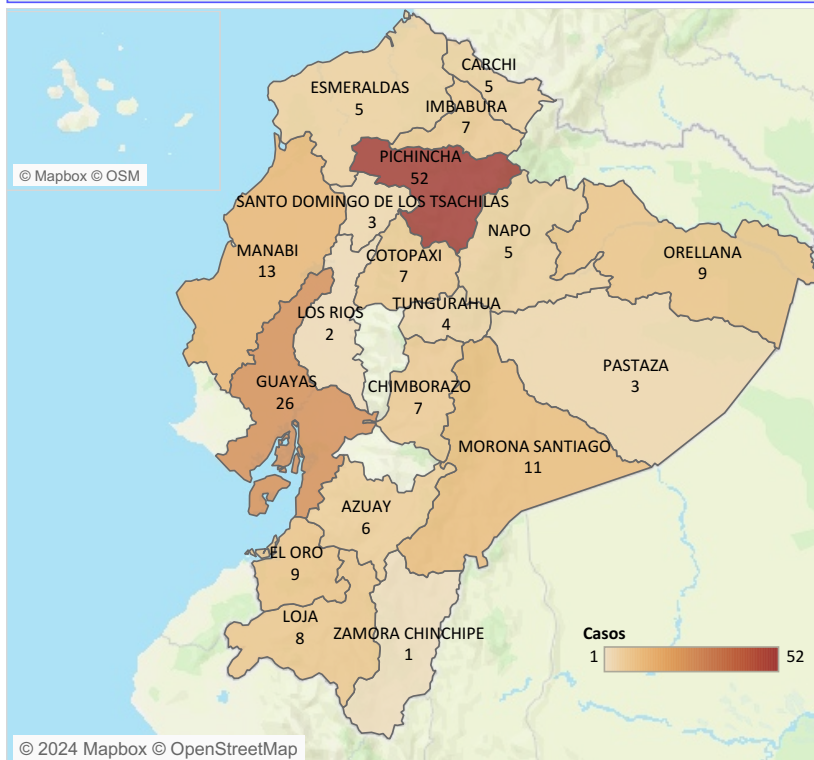 CARCHI
5
ESMERALDAS
5
IMBABURA
7
© Mapbox © OSM
PICHINCHA
52
SANTO DOMINGO DE LOS TSACHILAS
3
NAPO
5
MANABI
13
COTOPAXI
7
ORELLANA
9
TUNGURAHUA
4
LOS RIOS
2
PASTAZA
3
GUAYAS
26
CHIMBORAZO
7
MORONA SANTIAGO
11
AZUAY
6
EL ORO
9
LOJA
8
ZAMORA CHINCHIPE
1
Casos
1 52
© 2024 Mapbox © OpenStreetMap